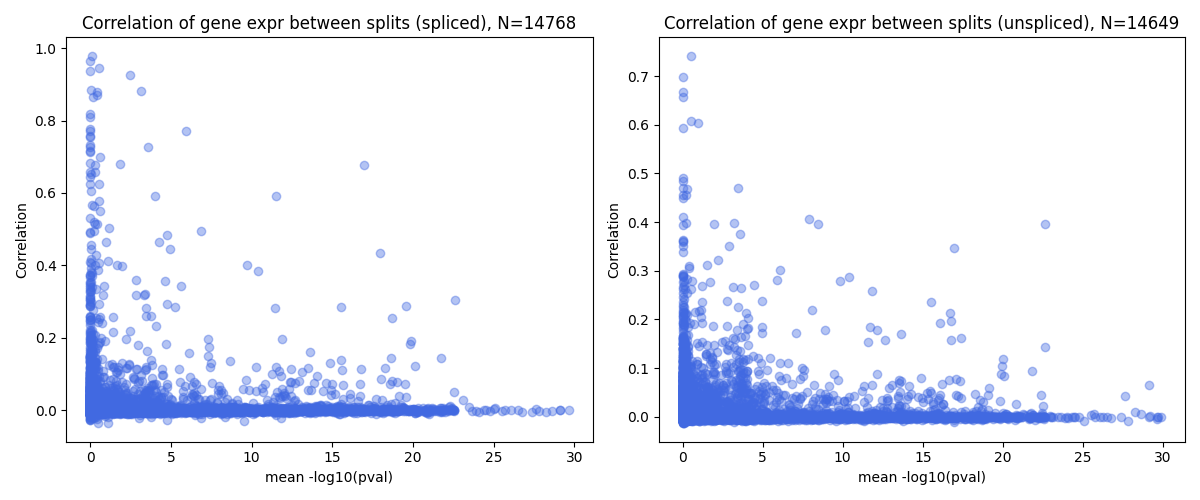 Correlation of gene expr between splits (spliced), N=14768
Correlation
1.0
0.8
0.6
0.4
0.2
0.0
0 5 10 15 20 25 30
mean -log10(pval)
Correlation of gene expr between splits (unspliced), N=14649
Correlation
0.7
0.6
0.5
0.4
0.3
0.2
0.1
0.0
0 5 10 15 20 25 30
mean -log10(pval)